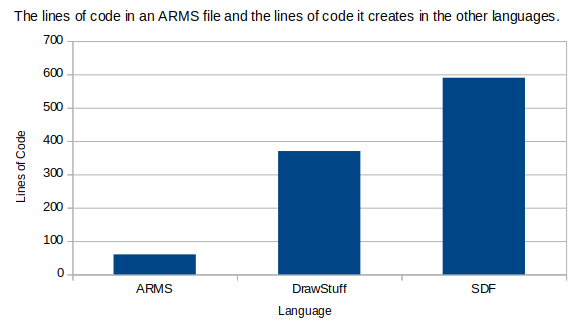 The lines of code in an ARMS file and the lines of code it creates in the other languages.
700
600
500
400
300
200
100
0
Lines of Code
ARMS DrawStuff SDF
Language